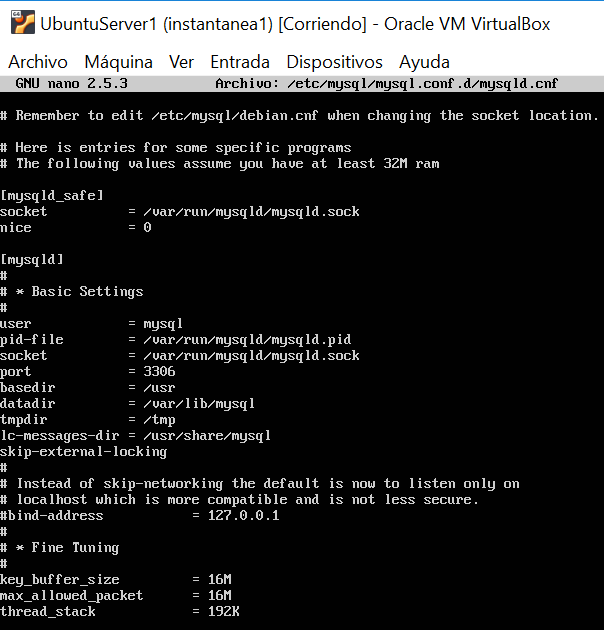 64
UbuntuServer1 (instantanea1) [Corriendo] - Oracle VM VirtualBox
Archivo Máquina Ver Entrada Dispositivos Ayuda
GNU nano 2.5.3 Archivo: /etc/mysql/mysql.conf.d/mysqld.cnf
# Remember to edit /etc/mysql/debian.cnf when changing the socket location.
# Here is entries for some specific programs
# The following values assume you have at least 32M ram
[mysqld_safe]
socket = /var/run/mysqld/mysqld.sock
nice = 0
[mysqld]
#
# * Basic Settings
#
user = mysql
pid-file = /var/run/mysqld/mysqld.pid
socket = /var/run/mysqld/mysqld.sock
port = 3306
basedir = /usr
datadir = /var/lib/mysql
tmpdir = /tmp
lc-messages-dir = /usr/share/mysql
skip-external-locking
#
# Instead of skip-networking the default is now to listen only on
# localhost which is more compatible and is not less secure.
#bind-address = 127.0.0.1
#
# * Fine Tuning
#
key_buffer_size = 16M
max_allowed_packet = 16M
thread_stack = 192K